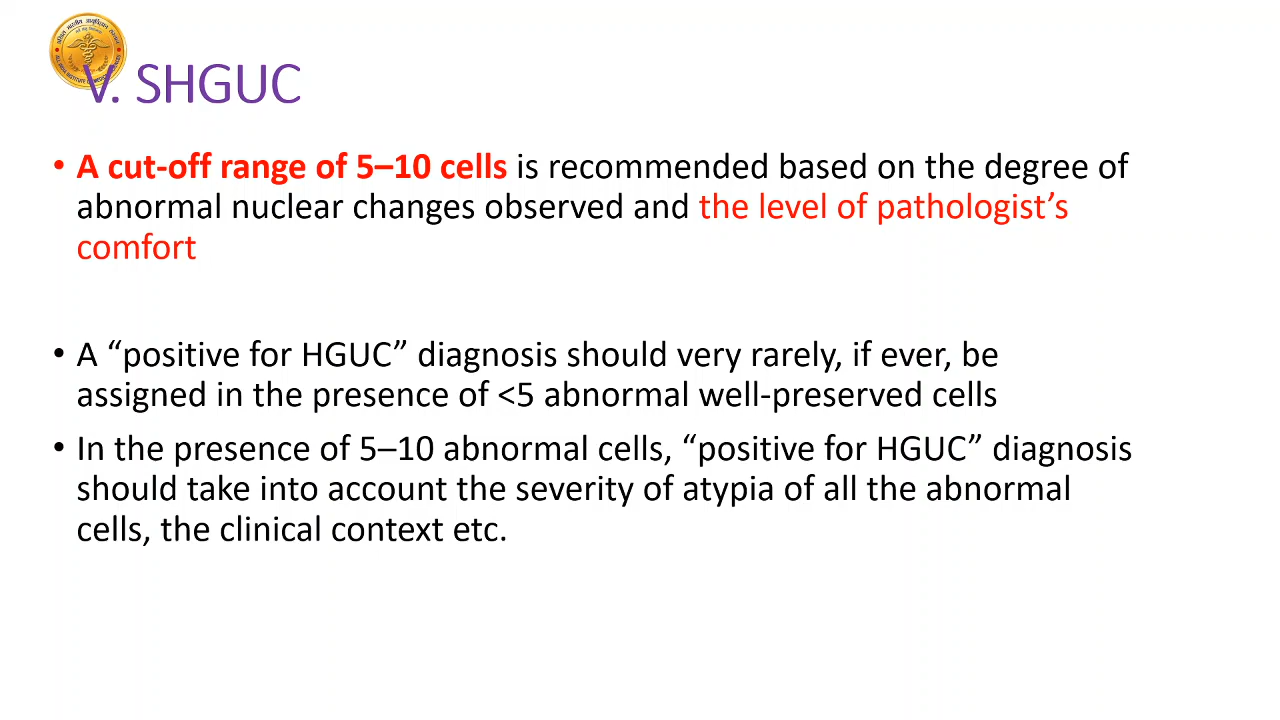 V. SHGUC
• A cut-off range of 5–10 cells is recommended based on the degree of
abnormal nuclear changes observed and the level of pathologist’s
comfort
• A “positive for HGUC” diagnosis should very rarely, if ever, be
assigned in the presence of <5 abnormal well-preserved cells
• In the presence of 5–10 abnormal cells, “positive for HGUC” diagnosis
should take into account the severity of atypia of all the abnormal
cells, the clinical context etc.